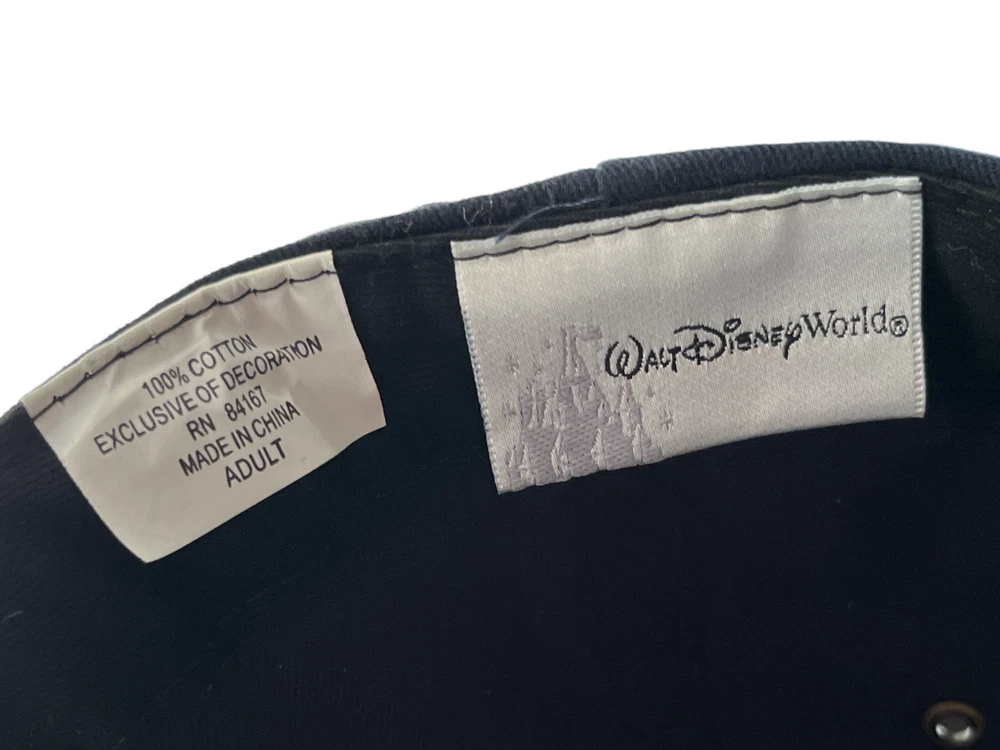 100% COTTON
EXCLUSIVE OF DECORATION
RN 84167
MADE IN CHINA
ADULT
WALT DISNEY World®